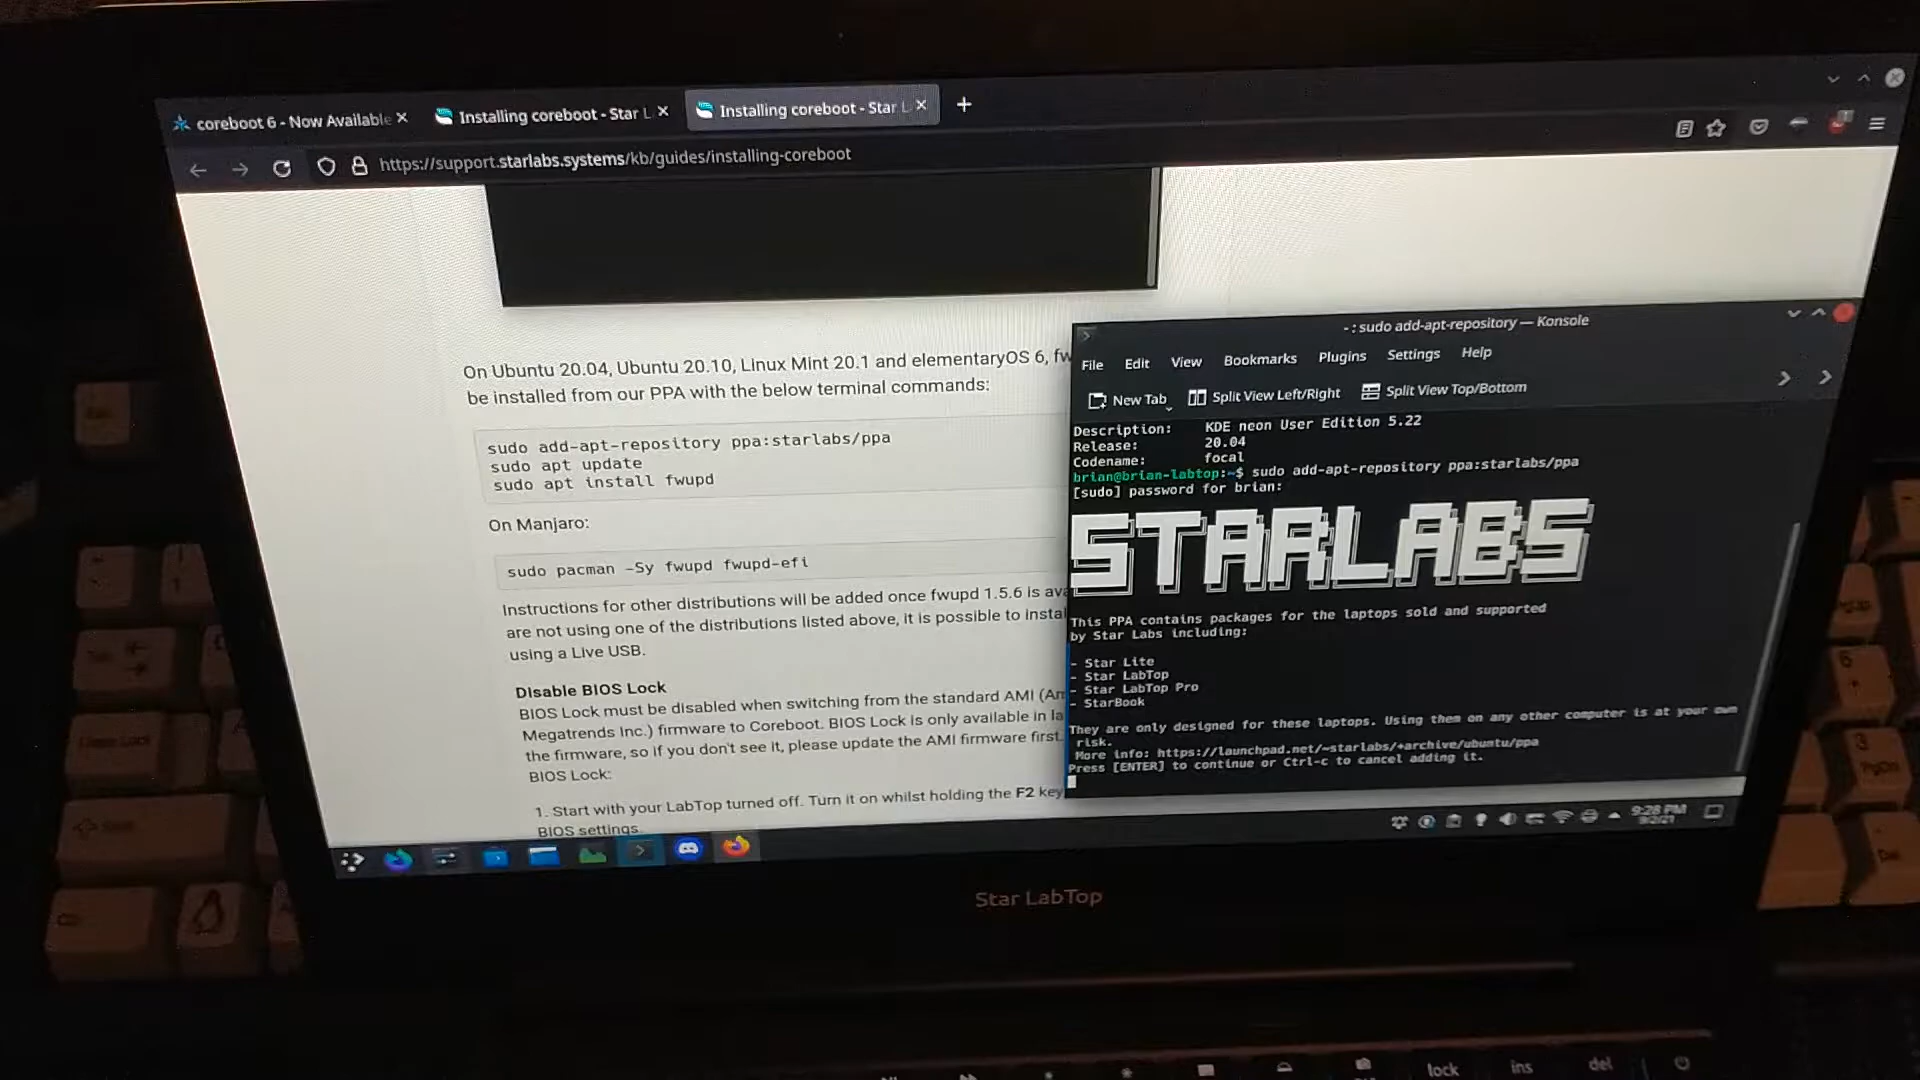 coreboot 6 - Now Available
Installing coreboot - Star L
Installing coreboot - Star L
https://support.starlabs.systems/kb/guides/installing-coreboot
On Ubuntu 20.04, Ubuntu 20.10, Linux Mint 20.1 and elementaryOS 6, fw
be installed from our PPA with the below terminal commands:
sudo add-apt-repository ppa:starlabs/ppa
sudo apt update
sudo apt install fwupd
On Manjaro:
sudo pacman -Sy fwupd fwupd-efi
Instructions for other distributions will be added once fwupd 1.5.6 is ava
are not using one of the distributions listed above, it is possible to instal
using a Live USB.
Disable BIOS Lock
BIOS Lock must be disabled when switching from the standard AMI (Am
Megatrends Inc.) firmware to Coreboot. BIOS Lock is only available in la
the firmware, so if you don't see it, please update the AMI firmware first.
BIOS Lock:
1. Start with your LabTop turned off. Turn it on whilst holding the F2 key
BIOS settings.
- : sudo add-apt-repository — Konsole
File Edit View Bookmarks Plugins Settings Help
New Tab Split View Left/Right Split View Top/Bottom
Description: KDE neon User Edition 5.22
Release: 20.04
Codename: focal
brian@brian-labtop:~$ sudo add-apt-repository ppa:starlabs/ppa
[sudo] password for brian:
STARLABS
This PPA contains packages for the laptops sold and supported
by Star Labs including:
- Star Lite
- Star LabTop
- Star LabTop Pro
- StarBook
They are only designed for these laptops. Using them on any other computer is at your own
risk.
More info: https://launchpad.net/~starlabs/+archive/ubuntu/ppa
Press [ENTER] to continue or Ctrl-c to cancel adding it.
9:28 PM
Star LabTop
lock ins del